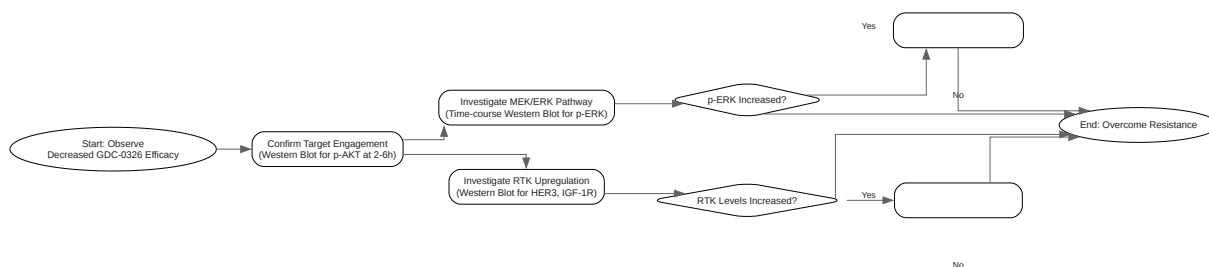 Start: Observe
Decreased GDC-0326 Efficacy
Confirm Target Engagement
(Western Blot for p-AKT at 2-6h)
Investigate MEK/ERK Pathway
(Time-course Western Blot for p-ERK)
Investigate RTK Upregulation
(Western Blot for HER3, IGF-1R)
p-ERK Increased?
RTK Levels Increased?
Yes
No
Yes
No
End: Overcome Resistance